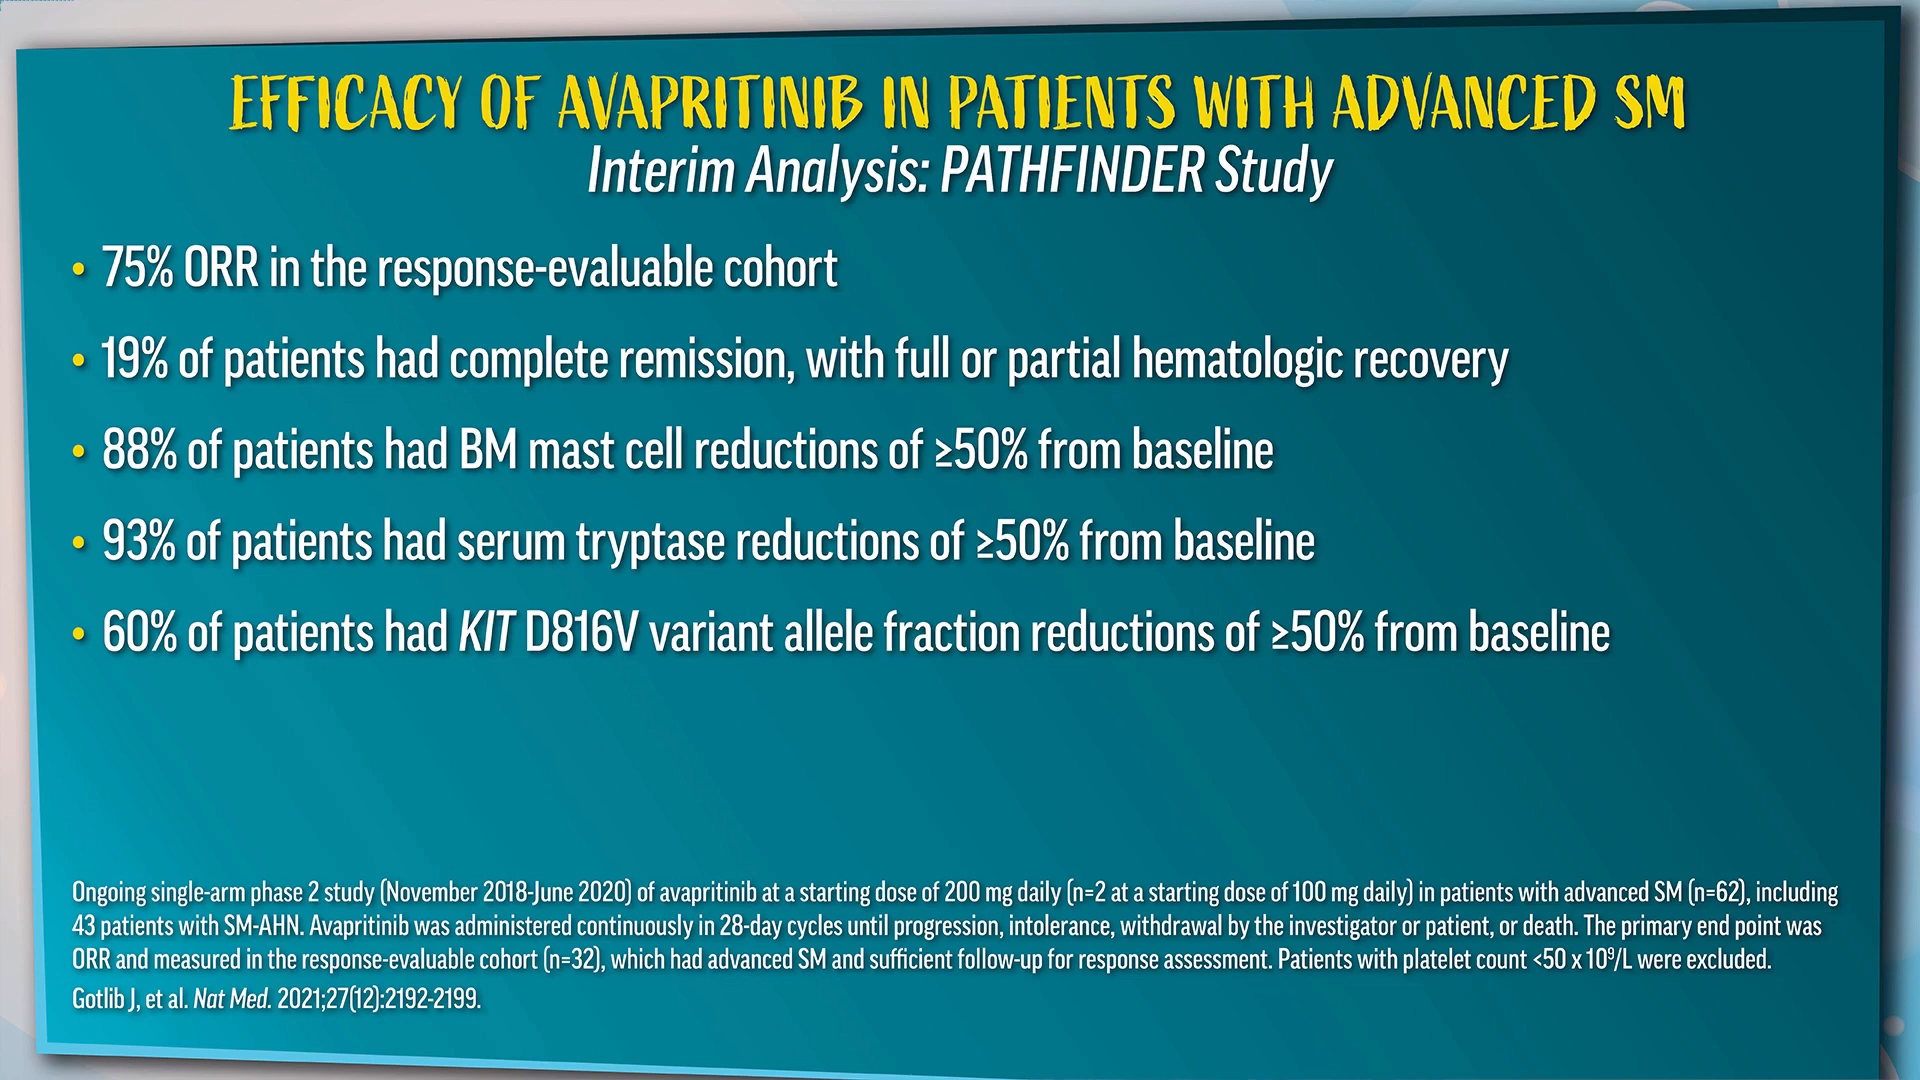 EFFICACY OF AVAPRITINIB IN PATIENTS WITH ADVANCED SM
Interim Analysis: PATHFINDER Study
• 75% ORR in the response-evaluable cohort
• 19% of patients had complete remission, with full or partial hematologic recovery
• 88% of patients had BM mast cell reductions of ≥50% from baseline
• 93% of patients had serum tryptase reductions of ≥50% from baseline
• 60% of patients had KIT D816V variant allele fraction reductions of ≥50% from baseline
Ongoing single-arm phase 2 study (November 2018-June 2020) of avapritinib at a starting dose of 200 mg daily (n=2 at a starting dose of 100 mg daily) in patients with advanced SM (n=62), including
43 patients with SM-AHN. Avapritinib was administered continuously in 28-day cycles until progression, intolerance, withdrawal by the investigator or patient, or death. The primary end point was
ORR and measured in the response-evaluable cohort (n=32), which had advanced SM and sufficient follow-up for response assessment. Patients with platelet count <50 x 10⁹/L were excluded.
Gotlib J, et al. Nat Med. 2021;27(12):2192-2199.